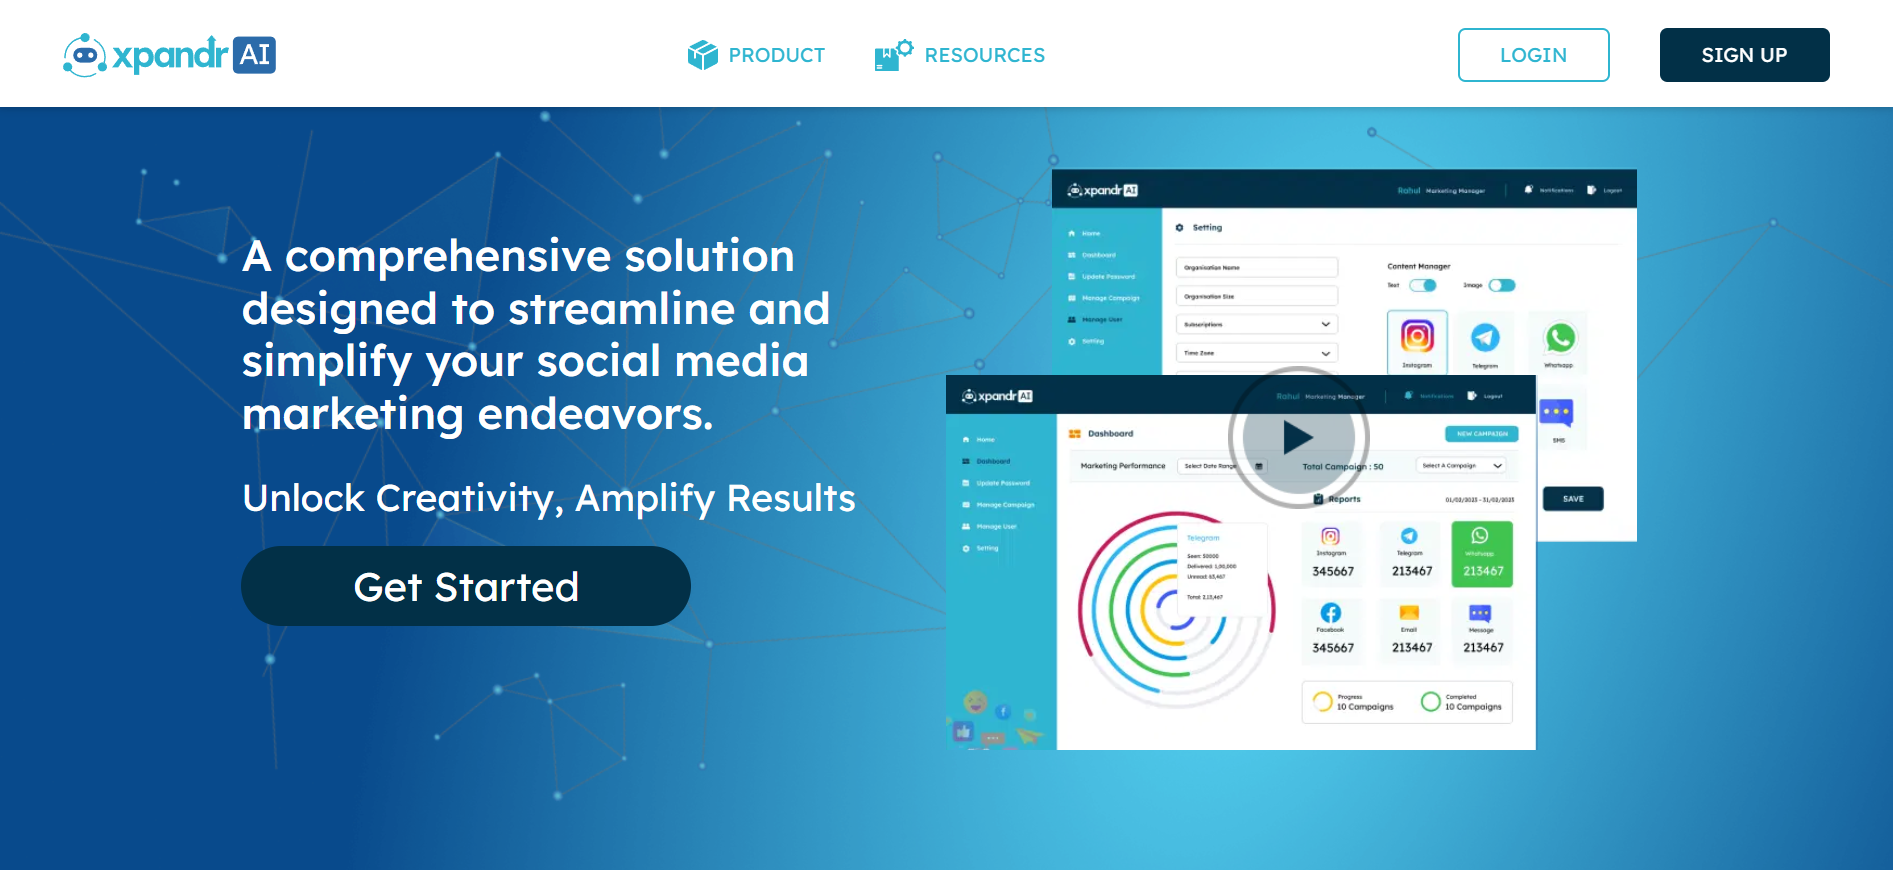 xpandr AI
PRODUCT
RESOURCES
LOGIN
SIGN UP
A comprehensive solution
designed to streamline and
simplify your social media
marketing endeavors.
Unlock Creativity, Amplify Results
Get Started
xpandr AI
Rahul Marketing Manager
Notifications
Logout
Home
Dashboard
Update Password
Manage Campaign
Manage User
Setting
Setting
Organisation Name
Organisation Size
Subscriptions
Time Zone
Content Manager
Text
Image
Instagram
Telegram
Whatsapp
SMS
SAVE
xpandr AI
Rahul Marketing Manager
Notifications
Logout
Home
Dashboard
Update Password
Manage Campaign
Manage User
Setting
Dashboard
NEW CAMPAIGN
Marketing Performance
Select Date Range
Total Campaign : 50
Select A Campaign
Reports
01/02/2023 - 31/02/2023
Telegram
Seen: 50000
Delivered: 1,00,000
Unread: 63,467
Total: 2,13,467
Instagram
345667
Telegram
213467
Whatsapp
213467
Facebook
345667
Email
213467
Message
213467
Progress
10 Campaigns
Completed
10 Campaigns